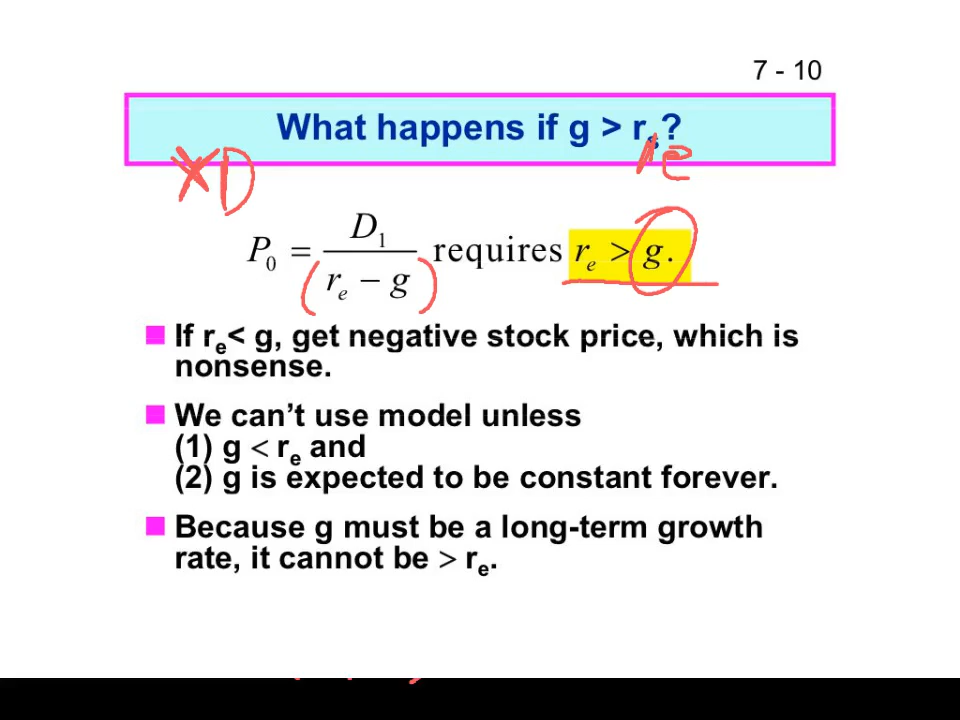 7 - 10
What happens if g > rₛ?
re
XD
P₀ = D₁ / (rₑ − g) requires rₑ > g.
If rₑ< g, get negative stock price, which is
nonsense.
We can’t use model unless
(1) g < rₑ and
(2) g is expected to be constant forever.
Because g must be a long-term growth
rate, it cannot be > rₑ.